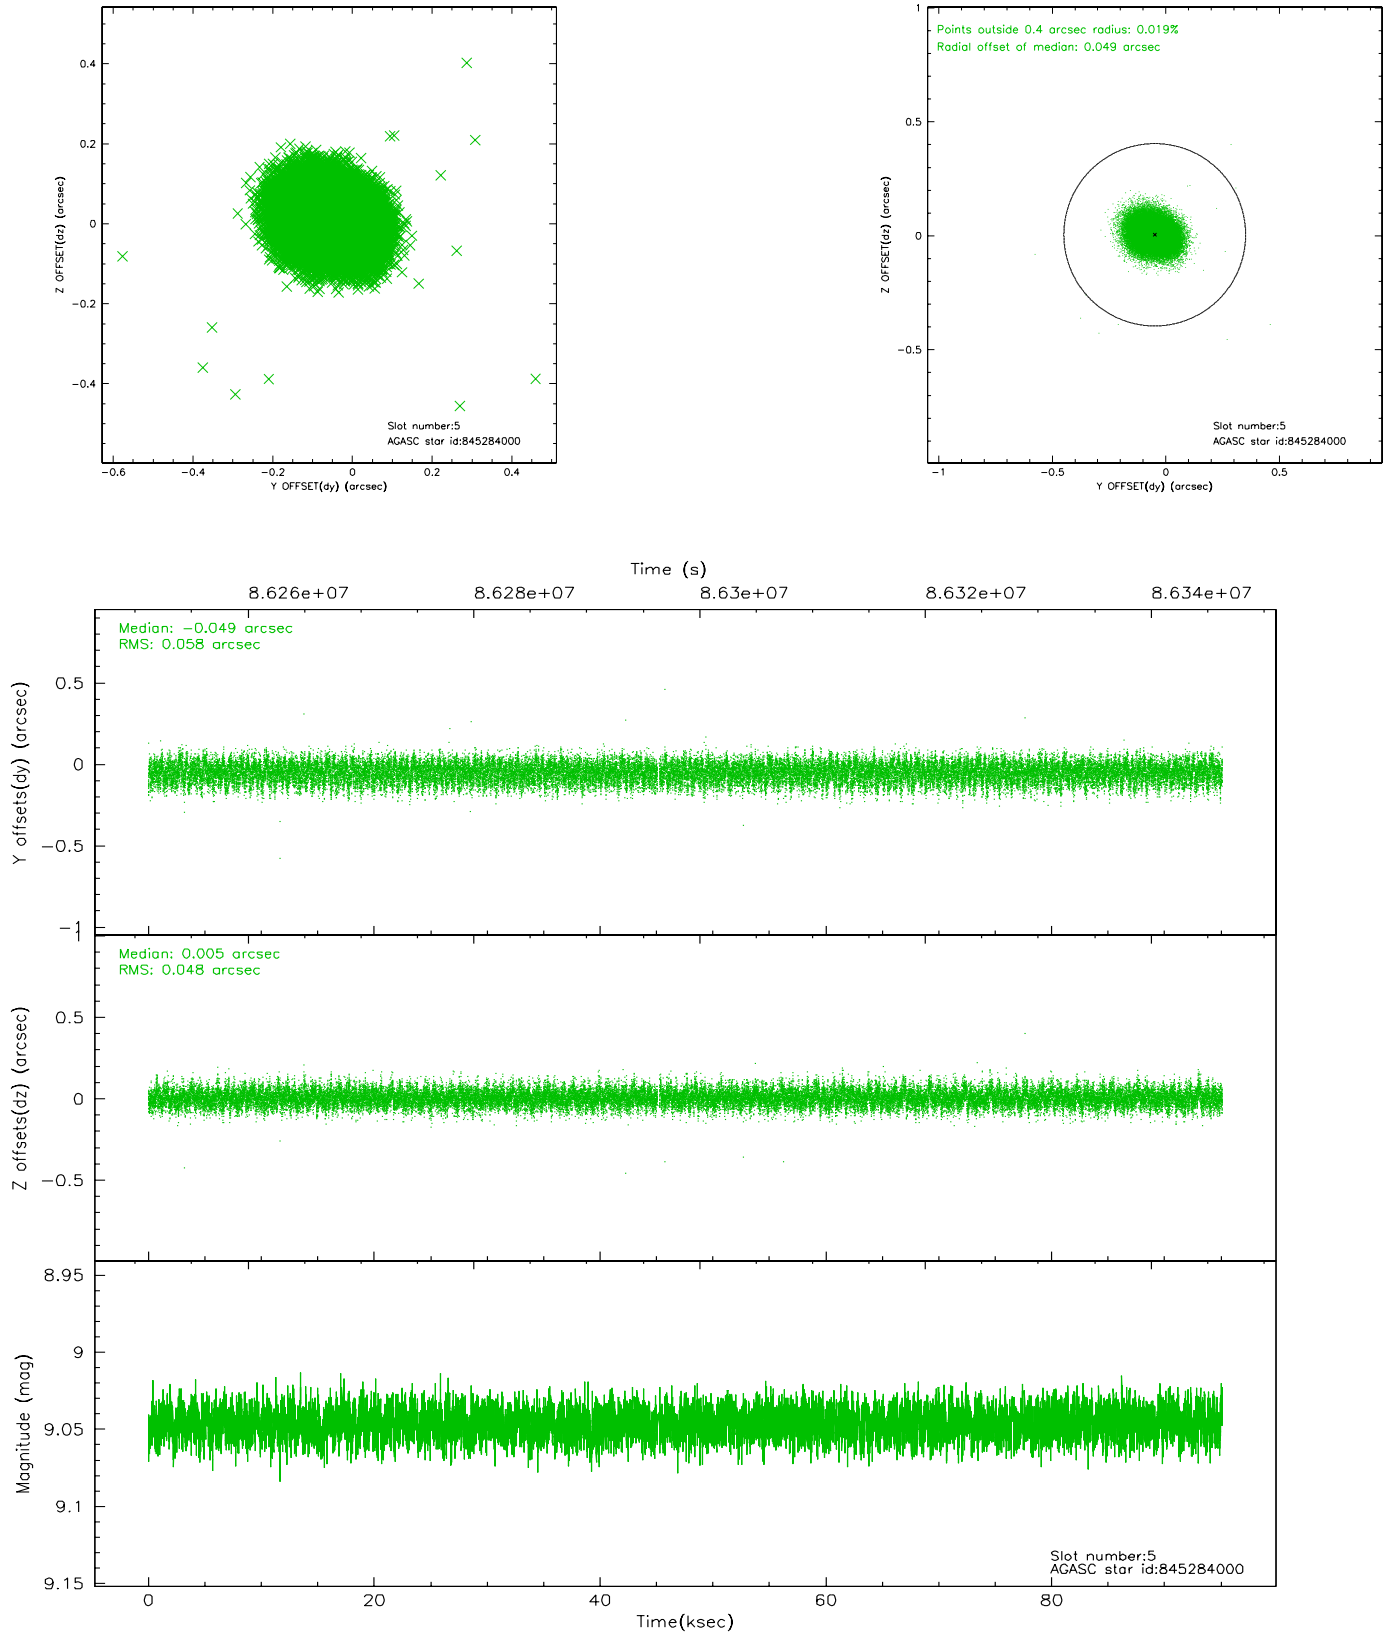 0.4
0.2
0
−0.2
−0.4
Z OFFSET(dz) (arcsec)
Slot number:5
AGASC star id:845284000
−0.6 −0.4 −0.2 0 0.2 0.4
Y OFFSET(dy) (arcsec)
Points outside 0.4 arcsec radius: 0.019%
Radial offset of median: 0.049 arcsec
1
0.5
0
−0.5
Z OFFSET(dz) (arcsec)
Slot number:5
AGASC star id:845284000
−1 −0.5 0 0.5
Y OFFSET(dy) (arcsec)
Time (s)
8.626e+07 8.628e+07 8.63e+07 8.632e+07 8.634e+07
Median: −0.049 arcsec
RMS: 0.058 arcsec
0.5
0
−0.5
−1
Y offsets(dy) (arcsec)
Median: 0.005 arcsec
RMS: 0.048 arcsec
1
0.5
0
−0.5
Z offsets(dz) (arcsec)
8.95
9
9.05
9.1
9.15
Magnitude (mag)
Slot number:5
AGASC star id:845284000
0 20 40 60 80
Time(ksec)